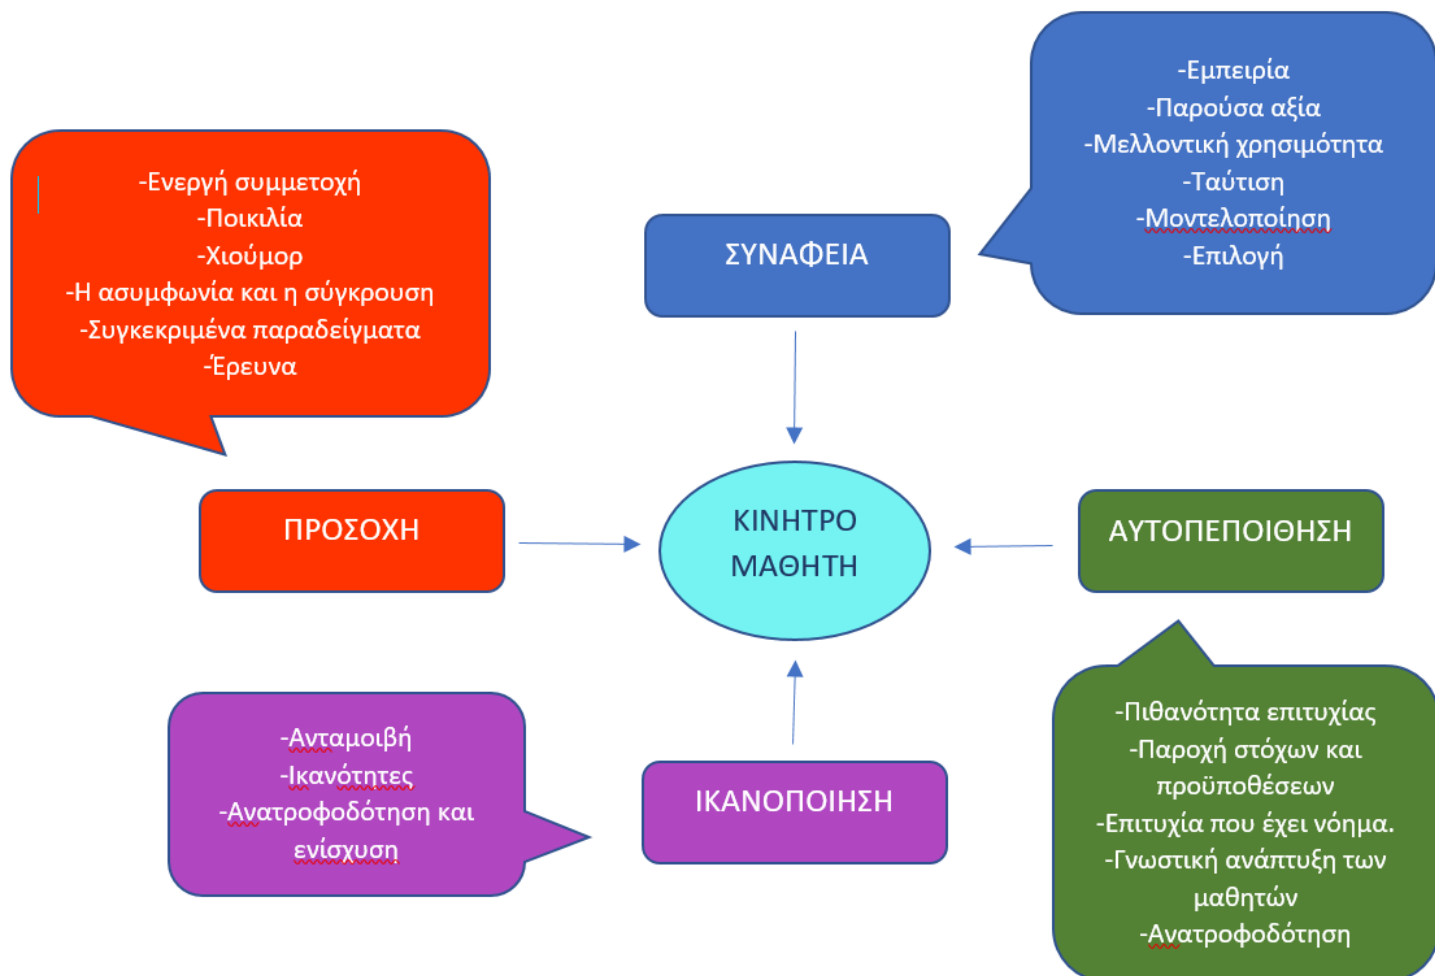 -Εμπειρία
-Παρούσα αξία
-Μελλοντική χρησιμότητα
-Ταύτιση
-Μοντελοποίηση
-Επιλογή
-Ενεργή συμμετοχή
-Ποικιλία
-Χιούμορ
-Η ασυμφωνία και η σύγκρουση
-Συγκεκριμένα παραδείγματα
-Έρευνα
ΣΥΝΑΦΕΙΑ
ΠΡΟΣΟΧΗ
ΚΙΝΗΤΡΟ
ΜΑΘΗΤΗ
ΑΥΤΟΠΕΠΟΙΘΗΣΗ
-Ανταμοιβή
-Ικανότητες
-Ανατροφοδότηση και
ενίσχυση
ΙΚΑΝΟΠΟΙΗΣΗ
-Πιθανότητα επιτυχίας
-Παροχή στόχων και
προϋποθέσεων
-Επιτυχία που έχει νόημα.
-Γνωστική ανάπτυξη των
μαθητών
-Ανατροφοδότηση